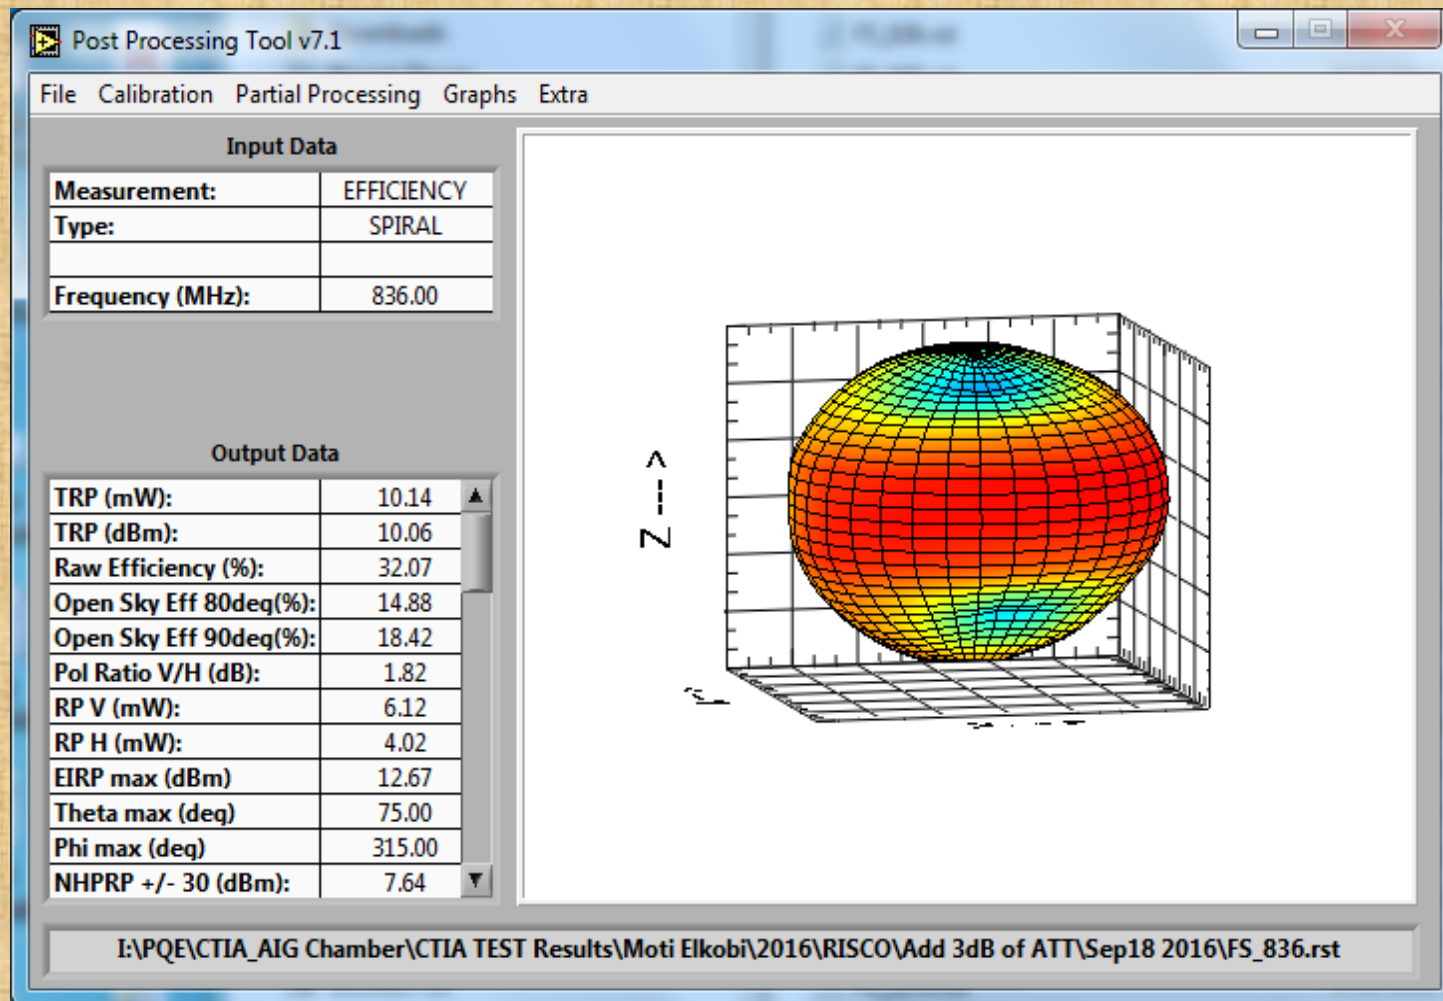 Post Processing Tool v7.1
File Calibration Partial Processing Graphs Extra
Input Data
Measurement: EFFICIENCY
Type: SPIRAL
Frequency (MHz): 836.00
Output Data
TRP (mW): 10.14
TRP (dBm): 10.06
Raw Efficiency (%): 32.07
Open Sky Eff 80deg(%): 14.88
Open Sky Eff 90deg(%): 18.42
Pol Ratio V/H (dB): 1.82
RP V (mW): 6.12
RP H (mW): 4.02
EIRP max (dBm) 12.67
Theta max (deg) 75.00
Phi max (deg) 315.00
NHPRP +/- 30 (dBm): 7.64
Z --- >
I:\PQE\CTIA_AIG Chamber\CTIA TEST Results\Moti Elkobi\2016\RISCO\Add 3dB of ATT\Sep18 2016\FS_836.rst